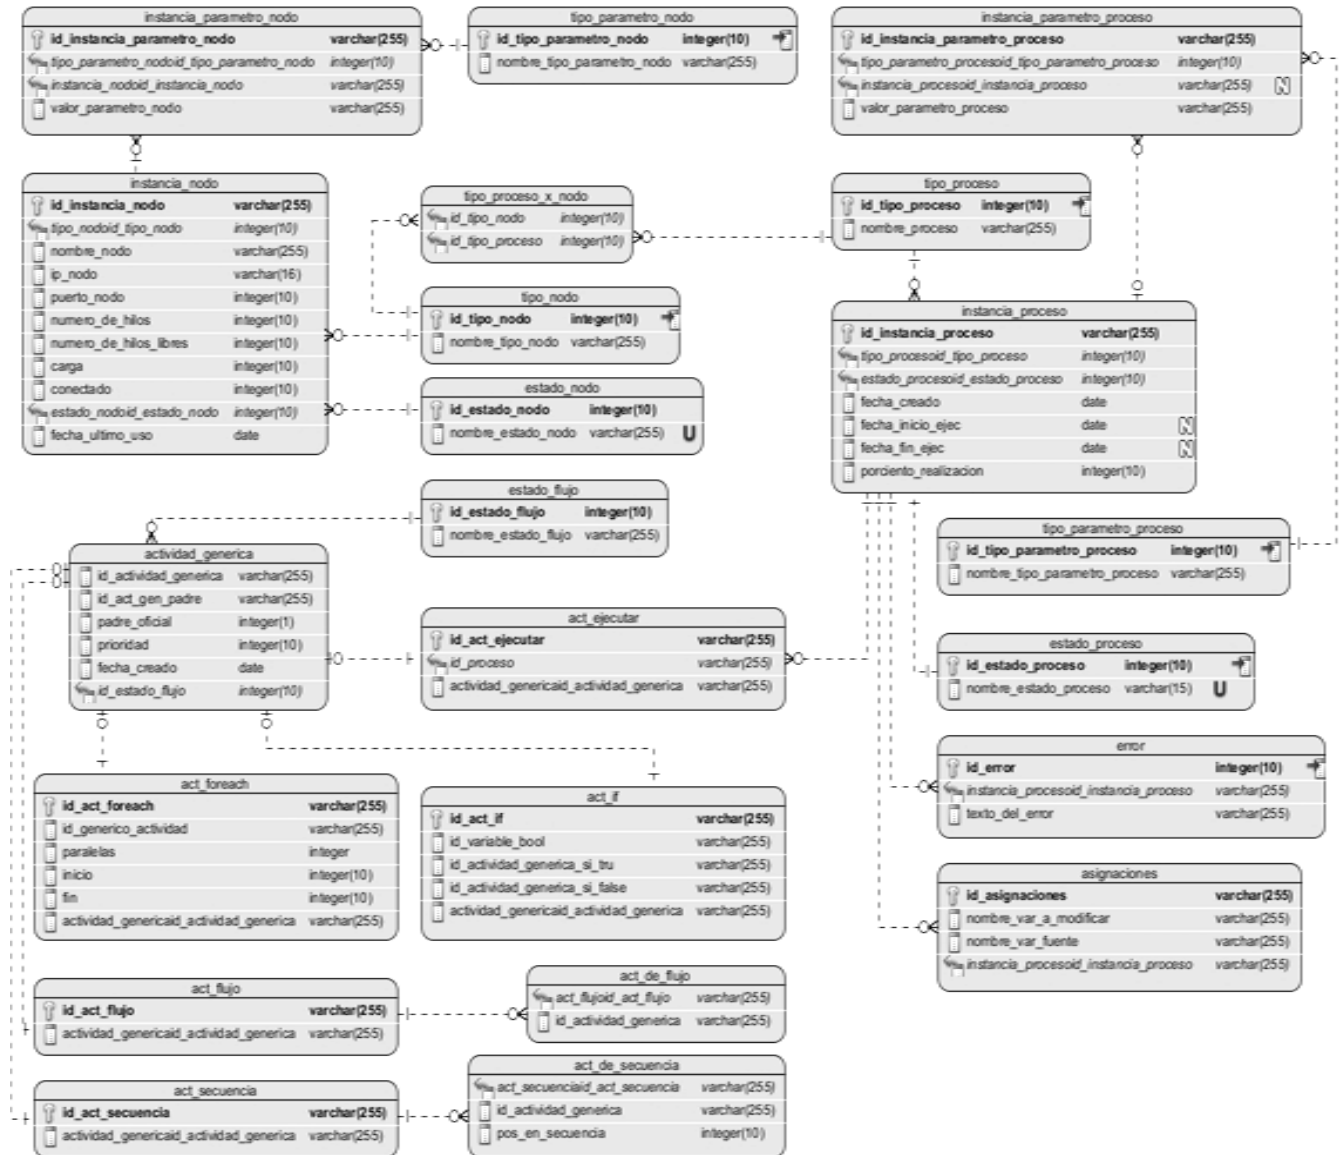 instancia_parametro_nodo
id_instancia_parametro_nodo varchar(255)
tipo_parametro_nodoid_tipo_parametro_nodo integer(10)
instancia_nodoid_instancia_nodo varchar(255)
valor_parametro_nodo varchar(255)
tipo_parametro_nodo
id_tipo_parametro_nodo integer(10)
nombre_tipo_parametro_nodo varchar(255)
instancia_parametro_proceso
id_instancia_parametro_proceso varchar(255)
tipo_parametro_procesoid_tipo_parametro_proceso integer(10)
instancia_procesoid_instancia_proceso varchar(255) N
valor_parametro_proceso varchar(255)
instancia_nodo
id_instancia_nodo varchar(255)
tipo_nodoid_tipo_nodo integer(10)
nombre_nodo varchar(255)
ip_nodo varchar(16)
puerto_nodo integer(10)
numero_de_hilos integer(10)
numero_de_hilos_libres integer(10)
carga integer(10)
conectado integer(10)
estado_nodoid_estado_nodo integer(10)
fecha_ultimo_uso date
tipo_proceso_x_nodo
id_tipo_nodo integer(10)
id_tipo_proceso integer(10)
tipo_proceso
id_tipo_proceso integer(10)
nombre_proceso varchar(255)
tipo_nodo
id_tipo_nodo integer(10)
nombre_tipo_nodo varchar(255)
instancia_proceso
id_instancia_proceso varchar(255)
tipo_procesoid_tipo_proceso integer(10)
estado_procesoid_estado_proceso integer(10)
fecha_creado date
fecha_inicio_ejec date N
fecha_fin_ejec date N
porciento_realizacion integer(10)
estado_nodo
id_estado_nodo integer(10)
nombre_estado_nodo varchar(255) U
estado_flujo
id_estado_flujo integer(10)
nombre_estado_flujo varchar(255)
tipo_parametro_proceso
id_tipo_parametro_proceso integer(10)
nombre_tipo_parametro_proceso varchar(255)
actividad_generica
id_actividad_generica varchar(255)
id_act_gen_padre varchar(255)
padre_oficial integer(1)
prioridad integer(10)
fecha_creado date
id_estado_flujo integer(10)
act_ejecutar
id_act_ejecutar varchar(255)
id_proceso varchar(255)
actividad_genericaid_actividad_generica varchar(255)
estado_proceso
id_estado_proceso integer(10)
nombre_estado_proceso varchar(15) U
error
id_error integer(10)
instancia_procesoid_instancia_proceso varchar(255)
texto_del_error varchar(255)
act_foreach
id_act_foreach varchar(255)
id_generico_actividad varchar(255)
paralelas integer
inicio integer(10)
fin integer(10)
actividad_genericaid_actividad_generica varchar(255)
act_if
id_act_if varchar(255)
id_variable_bool varchar(255)
id_actividad_generica_si_tru varchar(255)
id_actividad_generica_si_false varchar(255)
actividad_genericaid_actividad_generica varchar(255)
asignaciones
id_asignaciones varchar(255)
nombre_var_a_modificar varchar(255)
nombre_var_fuente varchar(255)
instancia_procesoid_instancia_proceso varchar(255)
act_flujo
id_act_flujo varchar(255)
actividad_genericaid_actividad_generica varchar(255)
act_de_flujo
act_flujoid_act_flujo varchar(255)
id_actividad_generica varchar(255)
act_secuencia
id_act_secuencia varchar(255)
actividad_genericaid_actividad_generica varchar(255)
act_de_secuencia
act_secuenciaid_act_secuencia varchar(255)
id_actividad_generica varchar(255)
pos_en_secuencia integer(10)